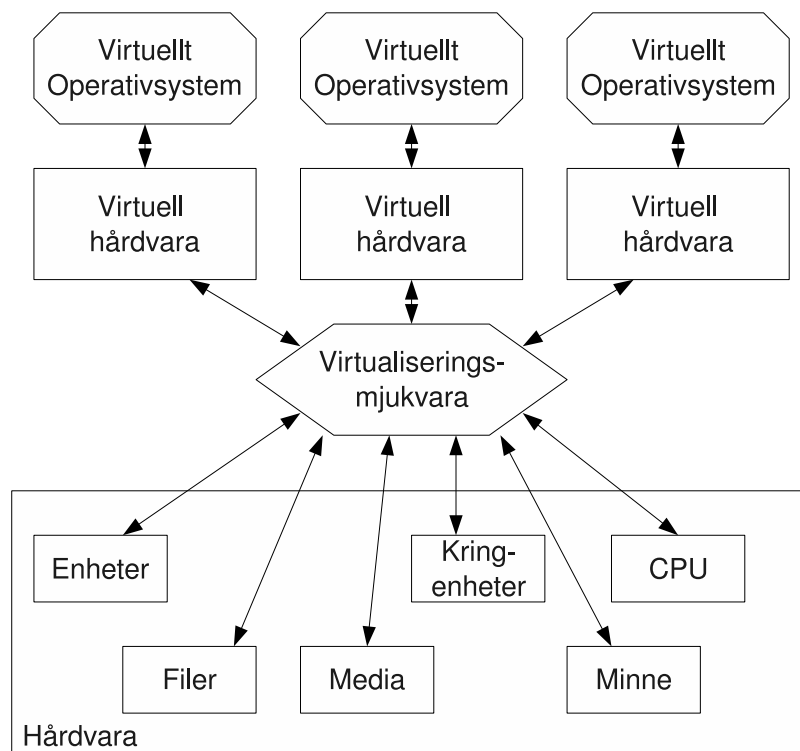 Virtuellt
Operativsystem
Virtuellt
Operativsystem
Virtuellt
Operativsystem
Virtuell
hårdvara
Virtuell
hårdvara
Virtuell
hårdvara
Virtualiserings-
mjukvara
Enheter
Kring-
enheter
CPU
Filer
Media
Minne
Hårdvara